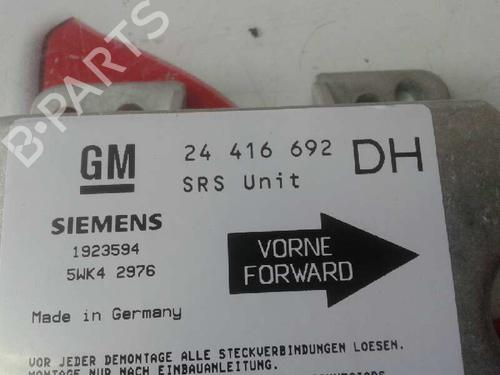 B-PARTS
GM 24 416 692 DH
SRS Unit
SIEMENS
1923594
5WK4 2976
VORNE
FORWARD
Made in Germany
VOR JEDER DEMONTAGE ALLE STECKVERBINDUNGEN LOESEN.
MONTAGE NUR NACH EINBAUANLEITUNG!